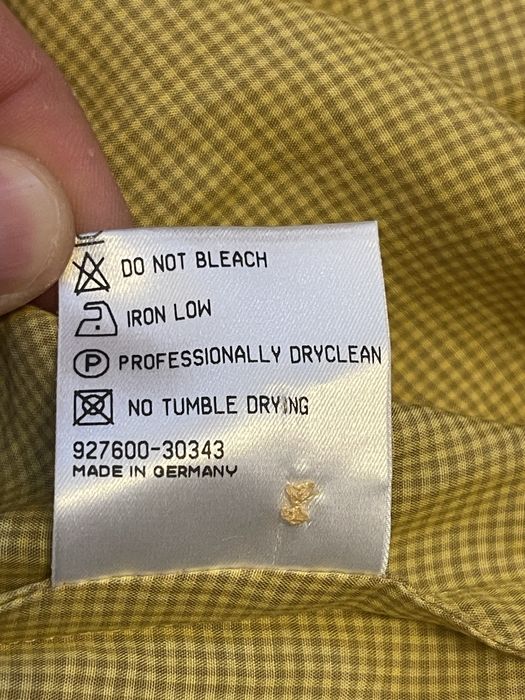 DO NOT BLEACH
IRON LOW
P PROFESSIONALLY DRYCLEAN
NO TUMBLE DRYING
927600-30343
MADE IN GERMANY